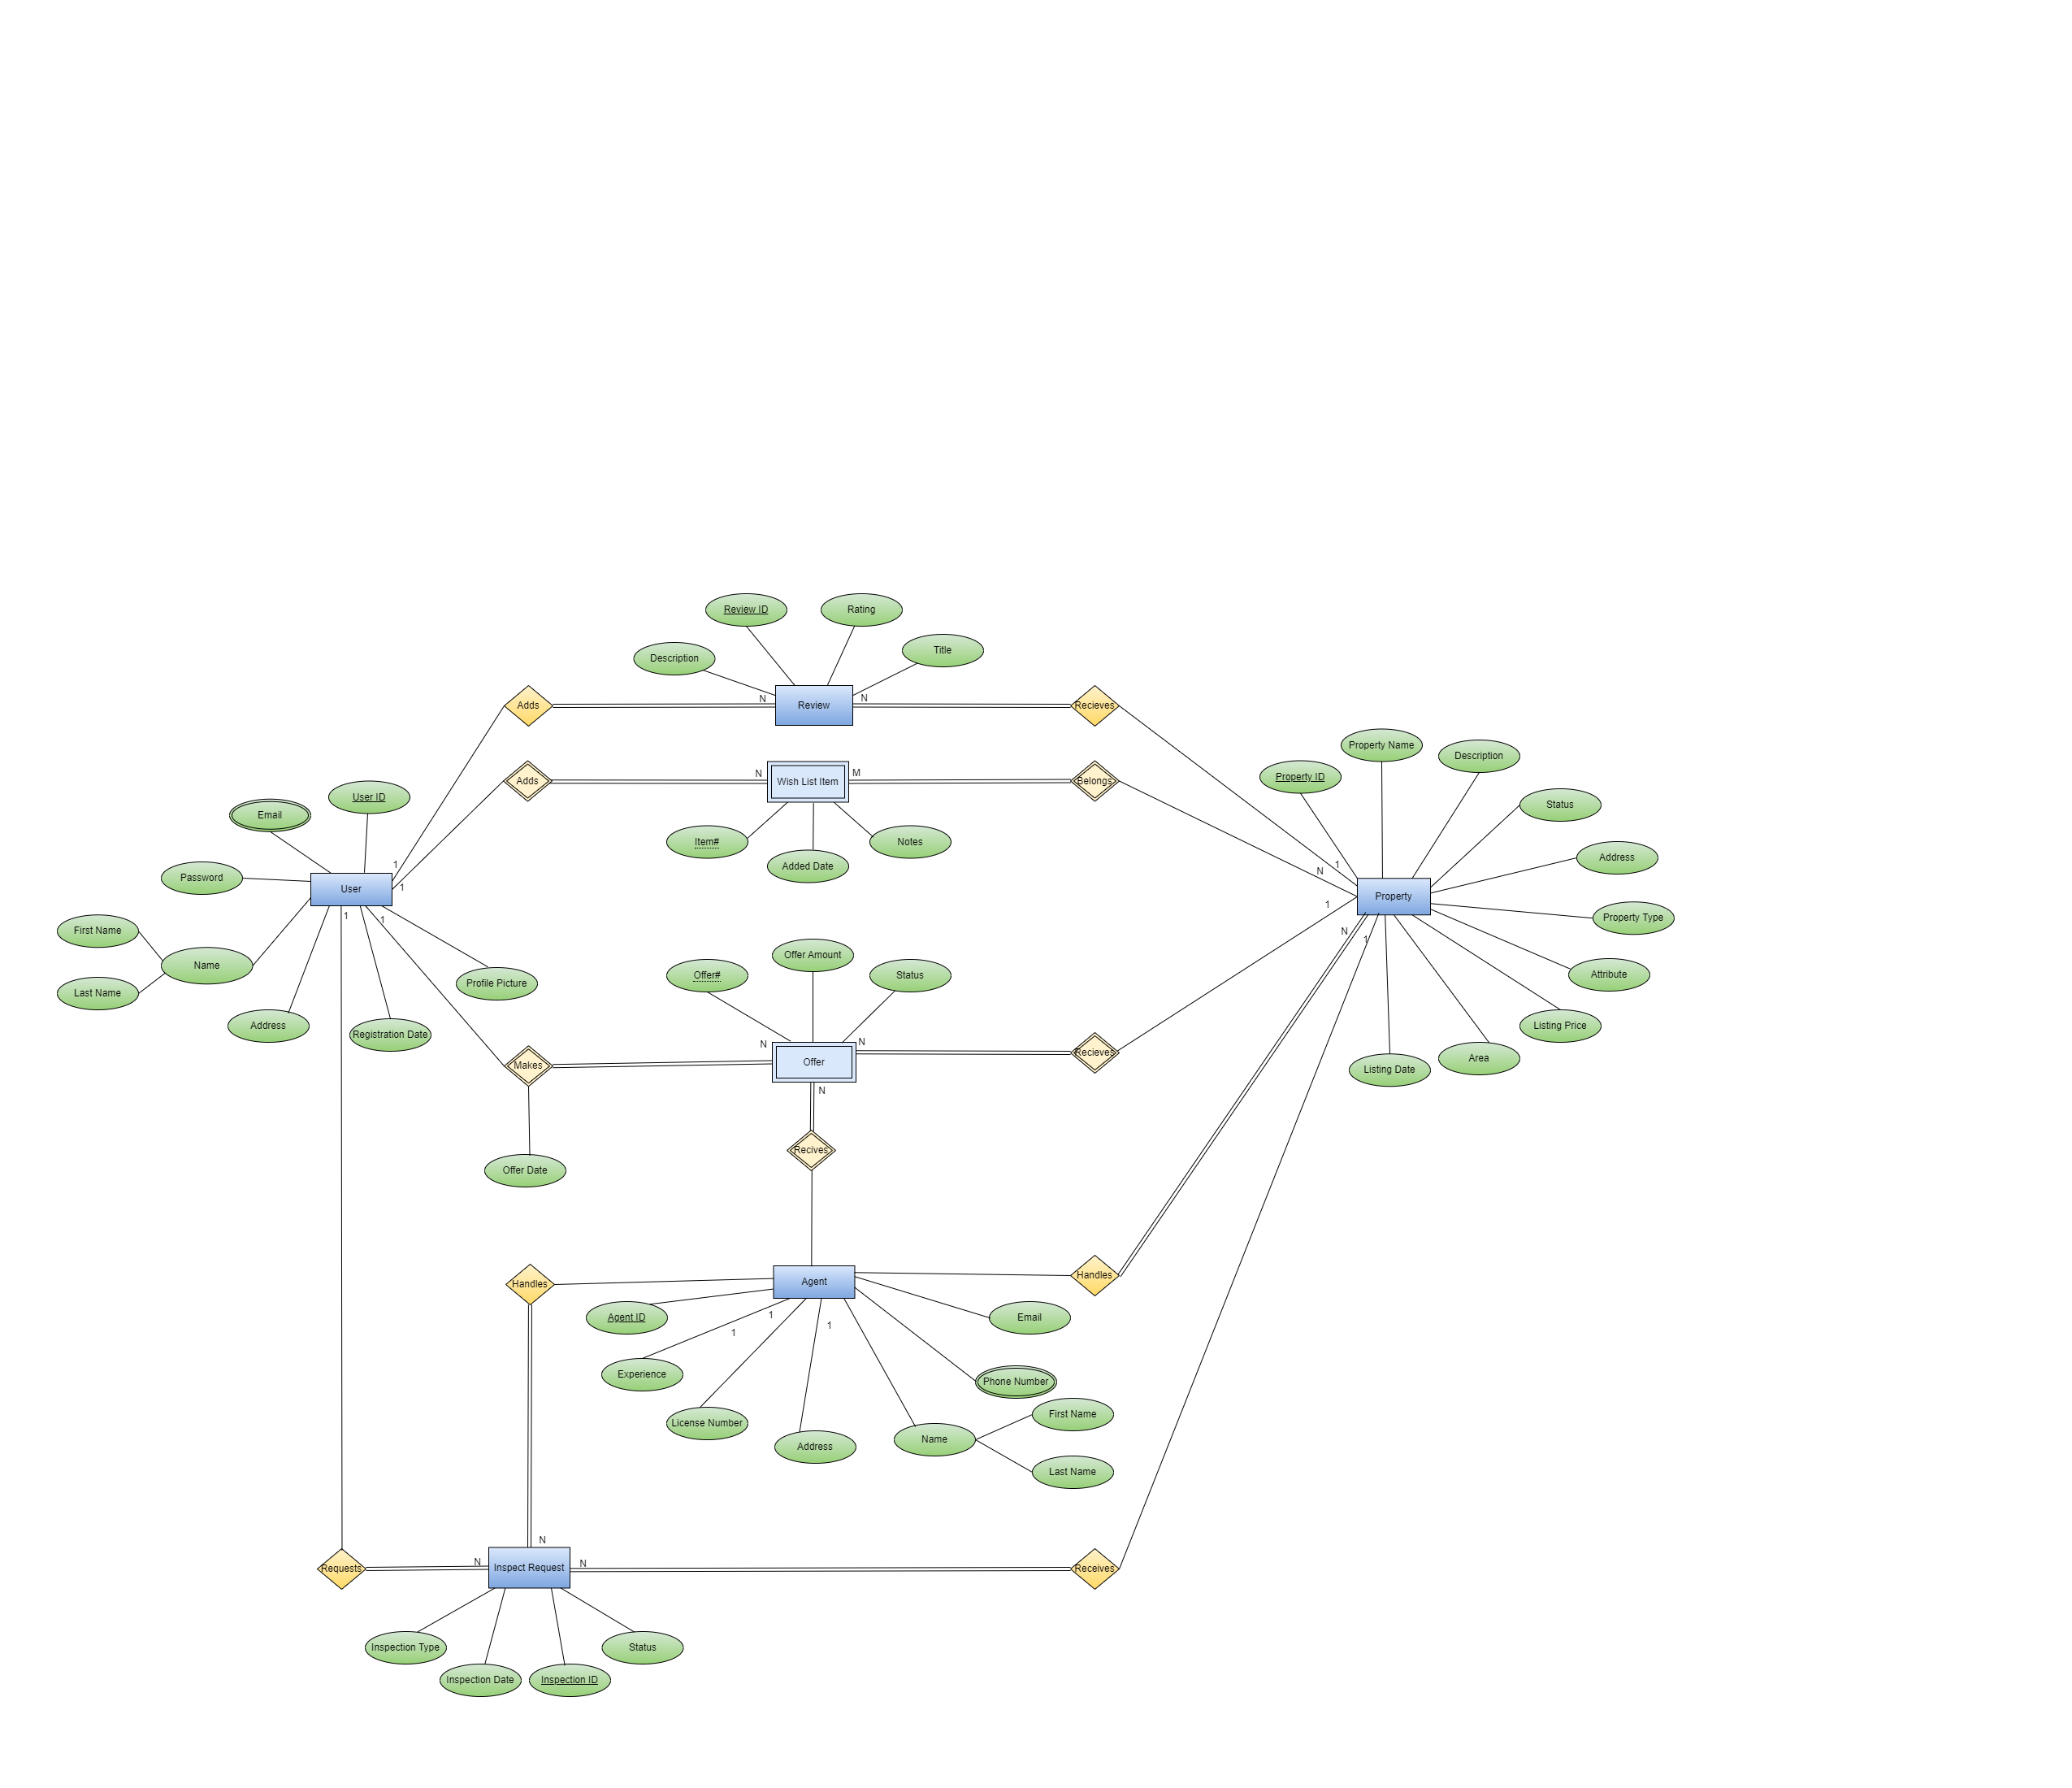 Review ID
Rating
Description
Title
Adds
N
Review
N
Recieves
Property Name
Description
Property ID
Adds
N
Wish List Item
M
Belongs
User ID
Email
Status
Item#
Added Date
Notes
Address
1
1
N
Password
User
1
Property
1
1
1
N
1
Property Type
First Name
Name
Last Name
Offer Amount
Offer#
Status
Attribute
Profile Picture
Address
Registration Date
Listing Price
N
N
Makes
Offer
Recieves
Area
Listing Date
N
Recives
Offer Date
Handles
Agent
Handles
Agent ID
1
1
1
Email
Experience
Phone Number
License Number
Address
Name
First Name
Last Name
N
Requests
N
Inspect Request
N
Receives
Inspection Type
Status
Inspection Date
Inspection ID